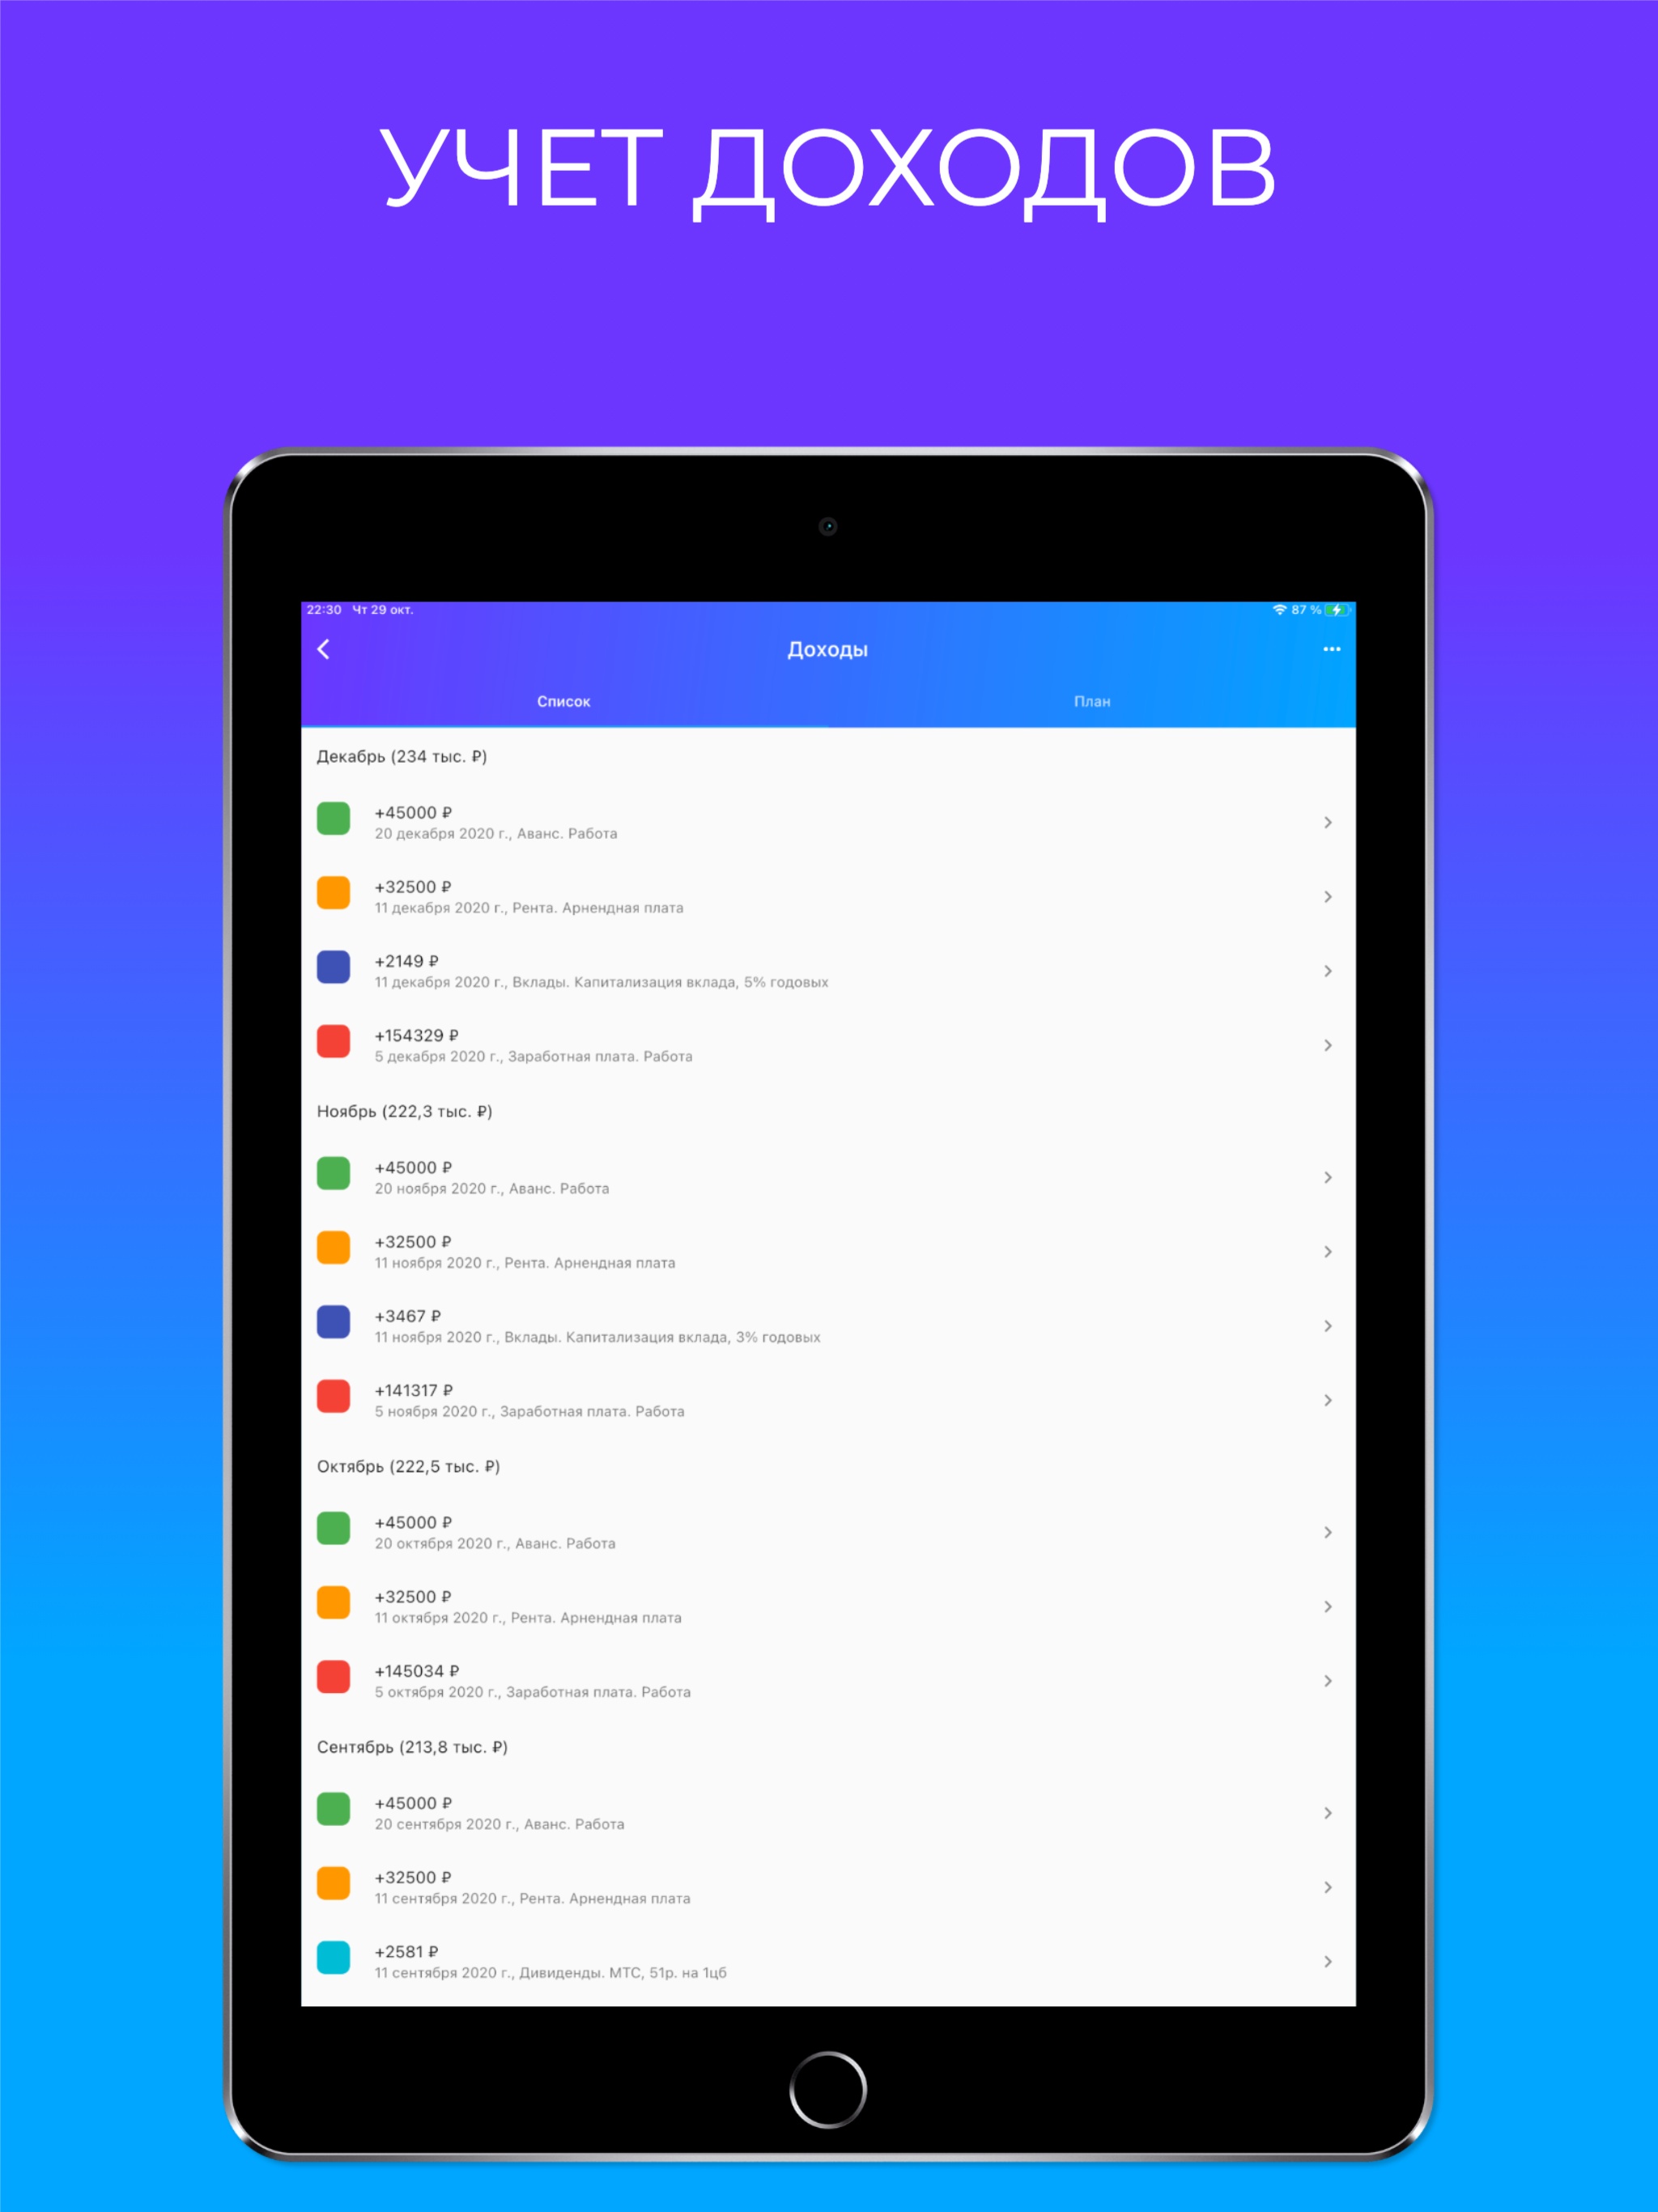 УЧЕТ ДОХОДОВ
22:30 Чт 29 окт. 87 %
Доходы
Список План
Декабрь (234 тыс. ₽)
+45000 ₽
20 декабря 2020 г., Аванс. Работа
+32500 ₽
11 декабря 2020 г., Рента. Арнендная плата
+2149 ₽
11 декабря 2020 г., Вклады. Капитализация вклада, 5% годовых
+154329 ₽
5 декабря 2020 г., Заработная плата. Работа
Ноябрь (222,3 тыс. ₽)
+45000 ₽
20 ноября 2020 г., Аванс. Работа
+32500 ₽
11 ноября 2020 г., Рента. Арнендная плата
+3467 ₽
11 ноября 2020 г., Вклады. Капитализация вклада, 3% годовых
+141317 ₽
5 ноября 2020 г., Заработная плата. Работа
Октябрь (222,5 тыс. ₽)
+45000 ₽
20 октября 2020 г., Аванс. Работа
+32500 ₽
11 октября 2020 г., Рента. Арнендная плата
+145034 ₽
5 октября 2020 г., Заработная плата. Работа
Сентябрь (213,8 тыс. ₽)
+45000 ₽
20 сентября 2020 г., Аванс. Работа
+32500 ₽
11 сентября 2020 г., Рента. Арнендная плата
+2581 ₽
11 сентября 2020 г., Дивиденды. МТС, 51р. на 1цб